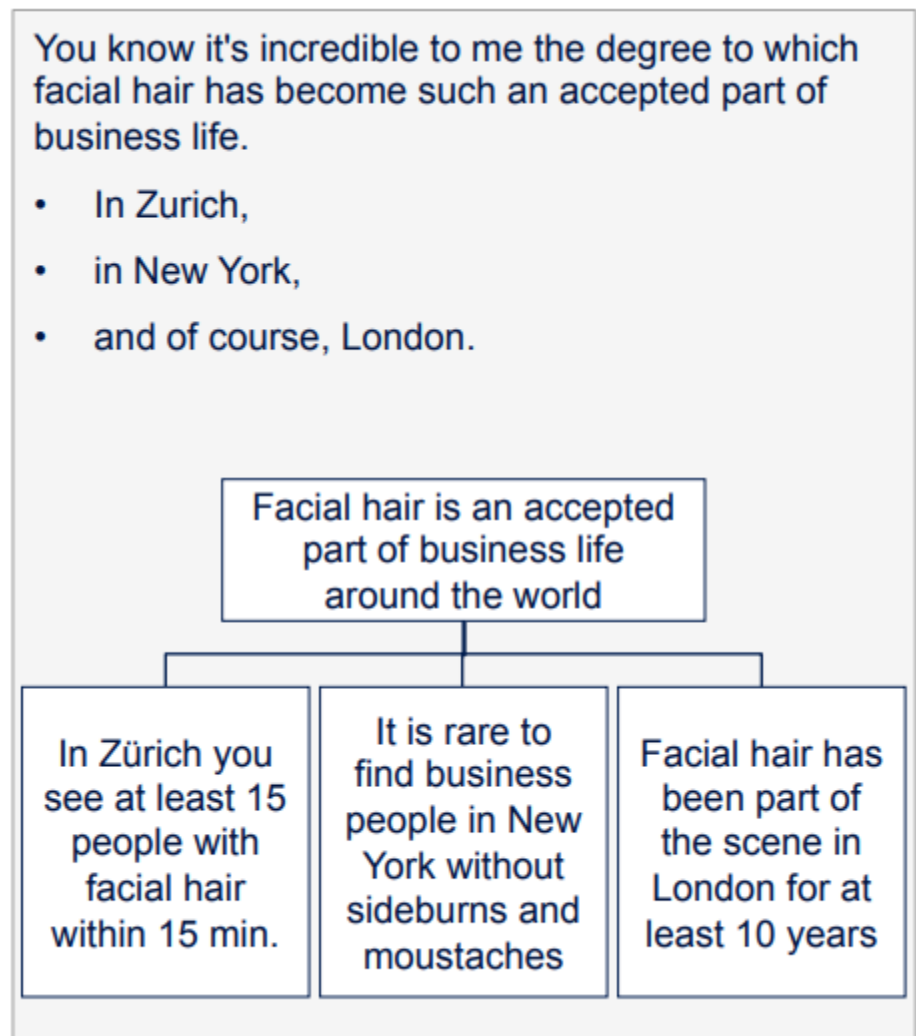 You know it's incredible to me the degree to which
facial hair has become such an accepted part of
business life.
• In Zurich,
• in New York,
• and of course, London.
Facial hair is an accepted
part of business life
around the world
In Zürich you
see at least 15
people with
facial hair
within 15 min.
It is rare to
find business
people in New
York without
sideburns and
moustaches
Facial hair has
been part of
the scene in
London for at
least 10 years